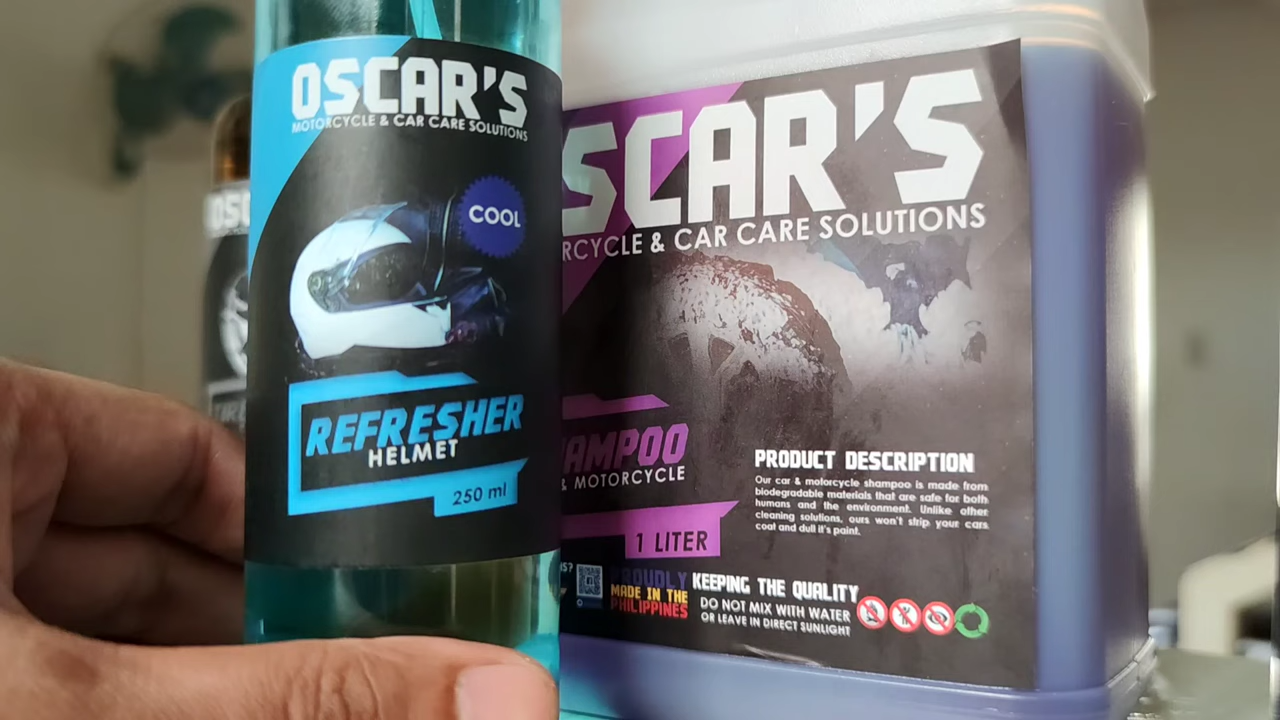 OSCAR'S
MOTORCYCLE & CAR CARE SOLUTIONS
COOL
REFRESHER
HELMET
250 ml
SCAR'S
RCYCLE & CAR CARE SOLUTIONS
AMPOO
& MOTORCYCLE
1 LITER
PRODUCT DESCRIPTION
Our car & motorcycle shampoo is made from
biodegradable materials that are safe for both
humans and the environment. Unlike other
cleaning solutions, ours won't strip your cars
coat and dull it's paint.
PROUDLY
MADE IN THE
PHILIPPINES
KEEPING THE QUALITY
DO NOT MIX WITH WATER
OR LEAVE IN DIRECT SUNLIGHT
OSC